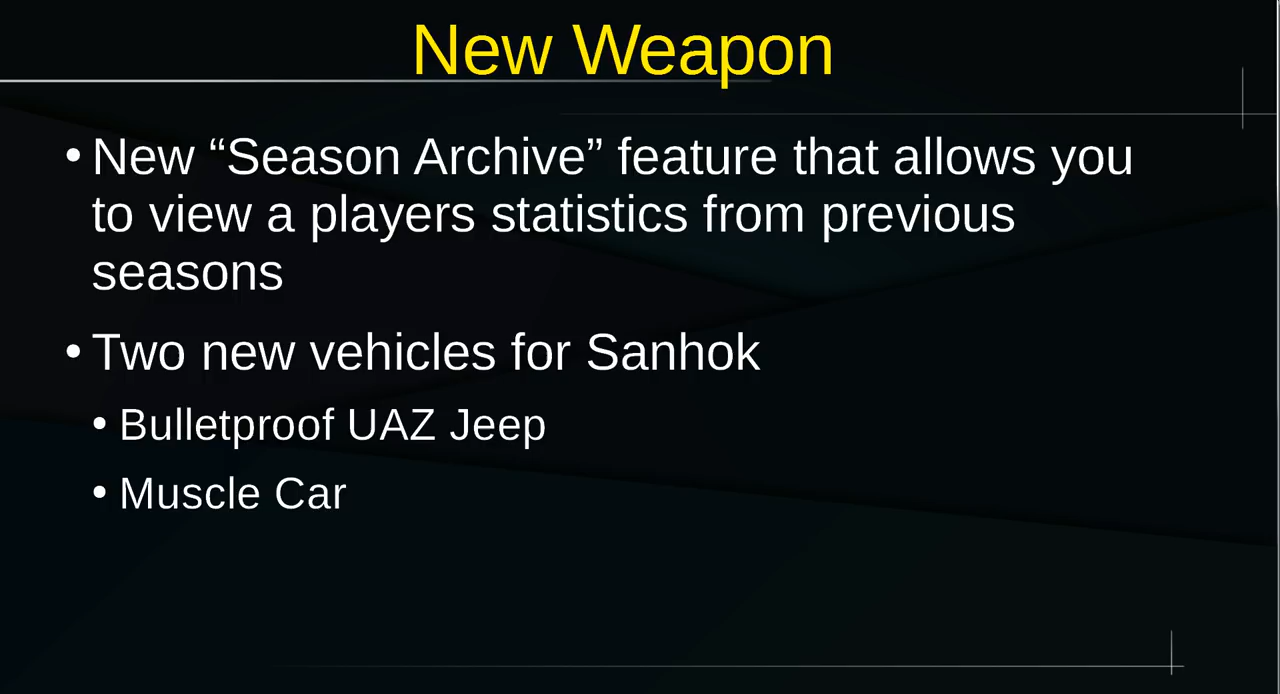 New Weapon
• New “Season Archive” feature that allows you
to view a players statistics from previous
seasons
• Two new vehicles for Sanhok
• Bulletproof UAZ Jeep
• Muscle Car